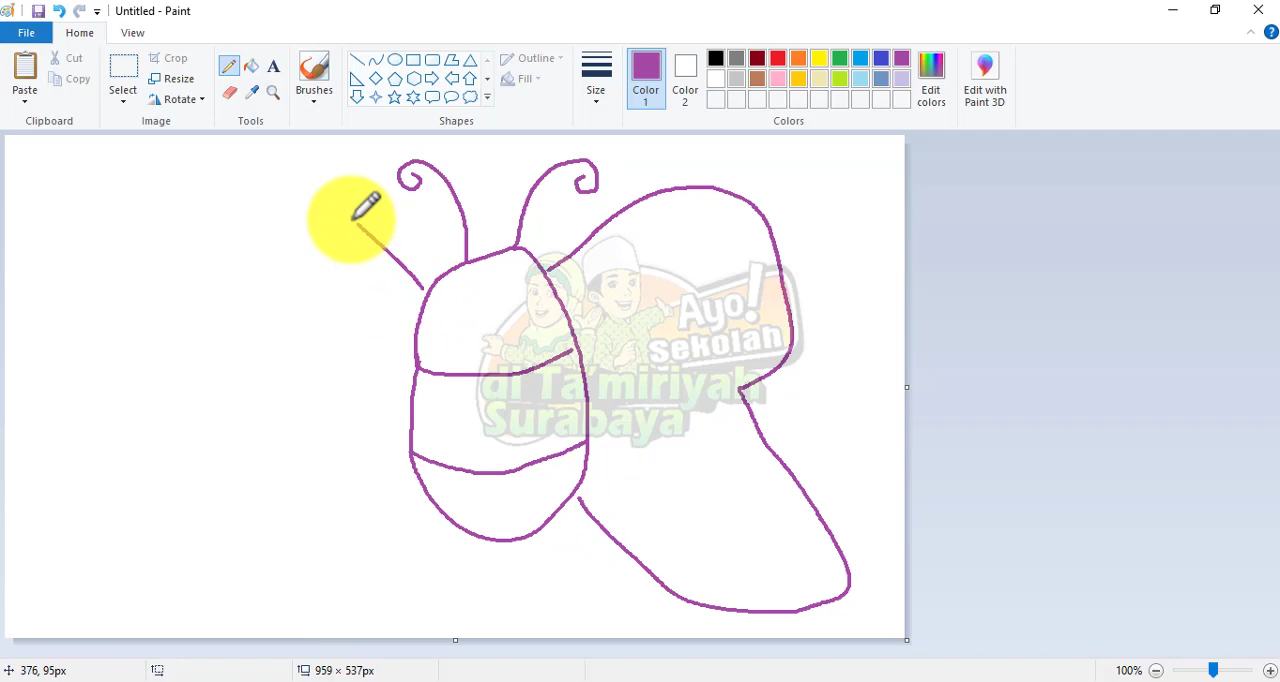 Untitled - Paint
File
Home
View
Paste
Cut
Copy
Clipboard
Select
Crop
Resize
Rotate
Image
A
Tools
Brushes
Outline
Fill
Shapes
Size
Color 1
Color 2
Edit colors
Colors
Edit with Paint 3D
?
Ayo!
Sekolah
di Ta'miriyah
Surabaya
376, 95px
959 × 537px
100%